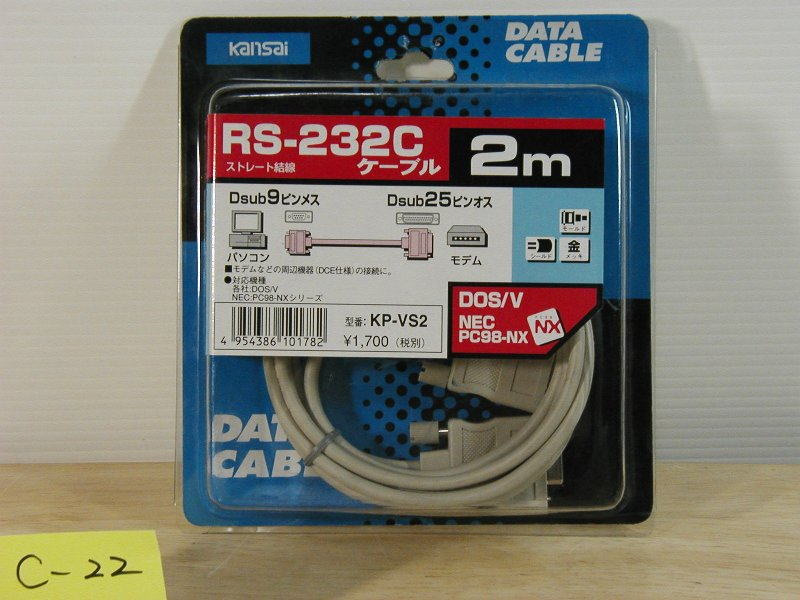 Kansai
DATA
CABLE
RS-232C
ストレート結線
ケーブル
2m
Dsub9ピンメス
Dsub25ピンオス
パソコン
モデム
モールド
シールド
金
メッキ
■モデムなどの周辺機器(DCE仕様)の接続に。
●対応機種
各社:DOS/V
NEC:PC98-NXシリーズ
4 954386 101782
型番: KP-VS2
¥1,700(税別)
DOS/V
NEC
PC98-NX
PC98
NX
DATA
CABLE
C-22